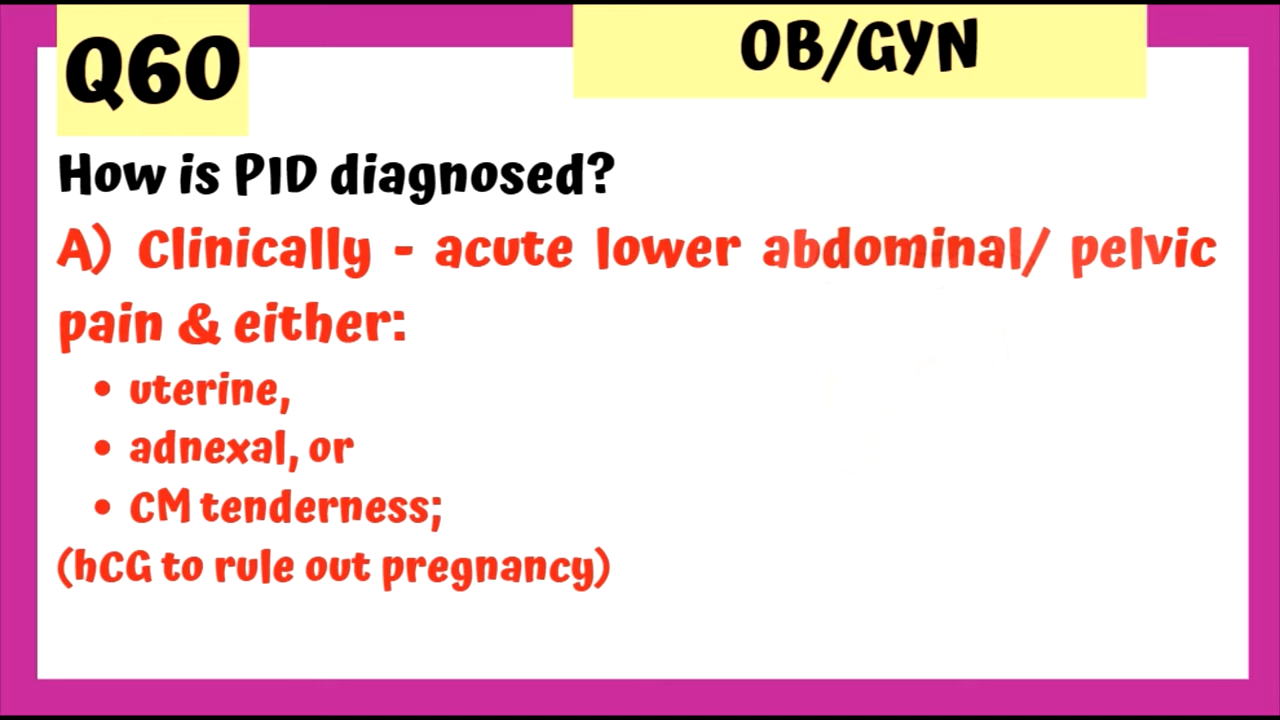 Q60
OB/GYN
How is PID diagnosed?
A) Clinically - acute lower abdominal/ pelvic
pain & either:
• uterine,
• adnexal, or
• CM tenderness;
(hCG to rule out pregnancy)